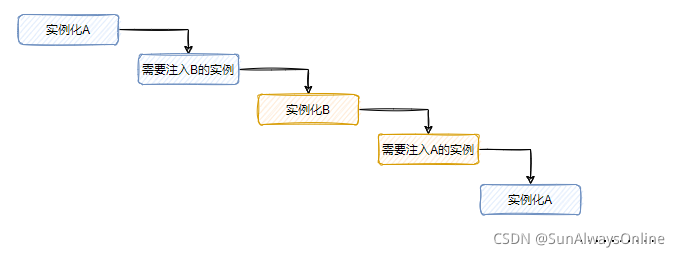 实例化A
需要注入B的实例
实例化B
需要注入A的实例
实例化A
........
CSDN @SunAlwaysOnline